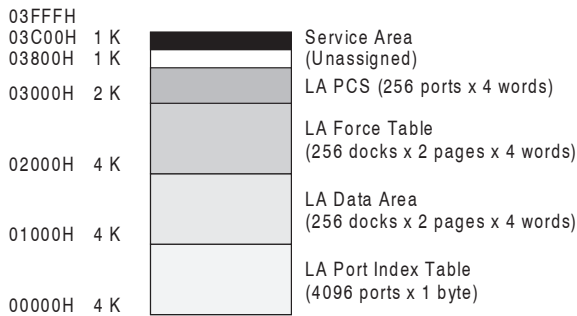 03FFFH
03C00H 1 K Service Area
03800H 1 K (Unassigned)
03000H 2 K LA PCS (256 ports x 4 words)
LA Force Table
(256 docks x 2 pages x 4 words)
02000H 4 K
LA Data Area
(256 docks x 2 pages x 4 words)
01000H 4 K
LA Port Index Table
(4096 ports x 1 byte)
00000H 4 K